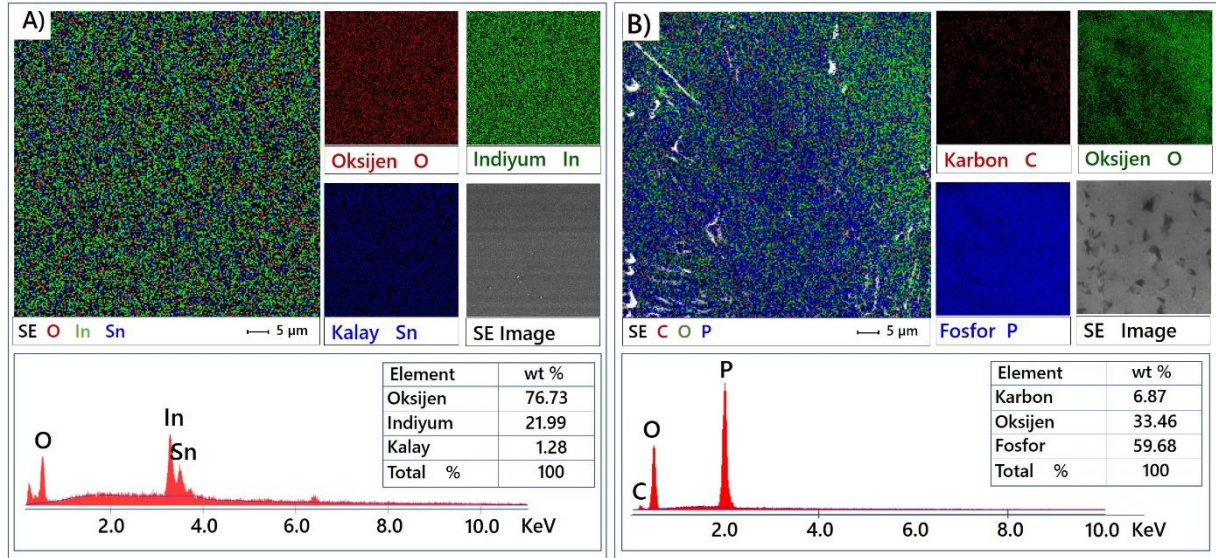 A)
Oksijen O
Indiyum In
Kalay Sn
SE Image
SE O In Sn
5 µm
Element wt %
Oksijen 76.73
Indiyum 21.99
Kalay 1.28
Total % 100
O
In
Sn
2.0 4.0 6.0 8.0 10.0 KeV
B)
Karbon C
Oksijen O
Fosfor P
SE Image
SE C O P
5 µm
Element wt %
Karbon 6.87
Oksijen 33.46
Fosfor 59.68
Total % 100
P
O
C
2.0 4.0 6.0 8.0 10.0 KeV